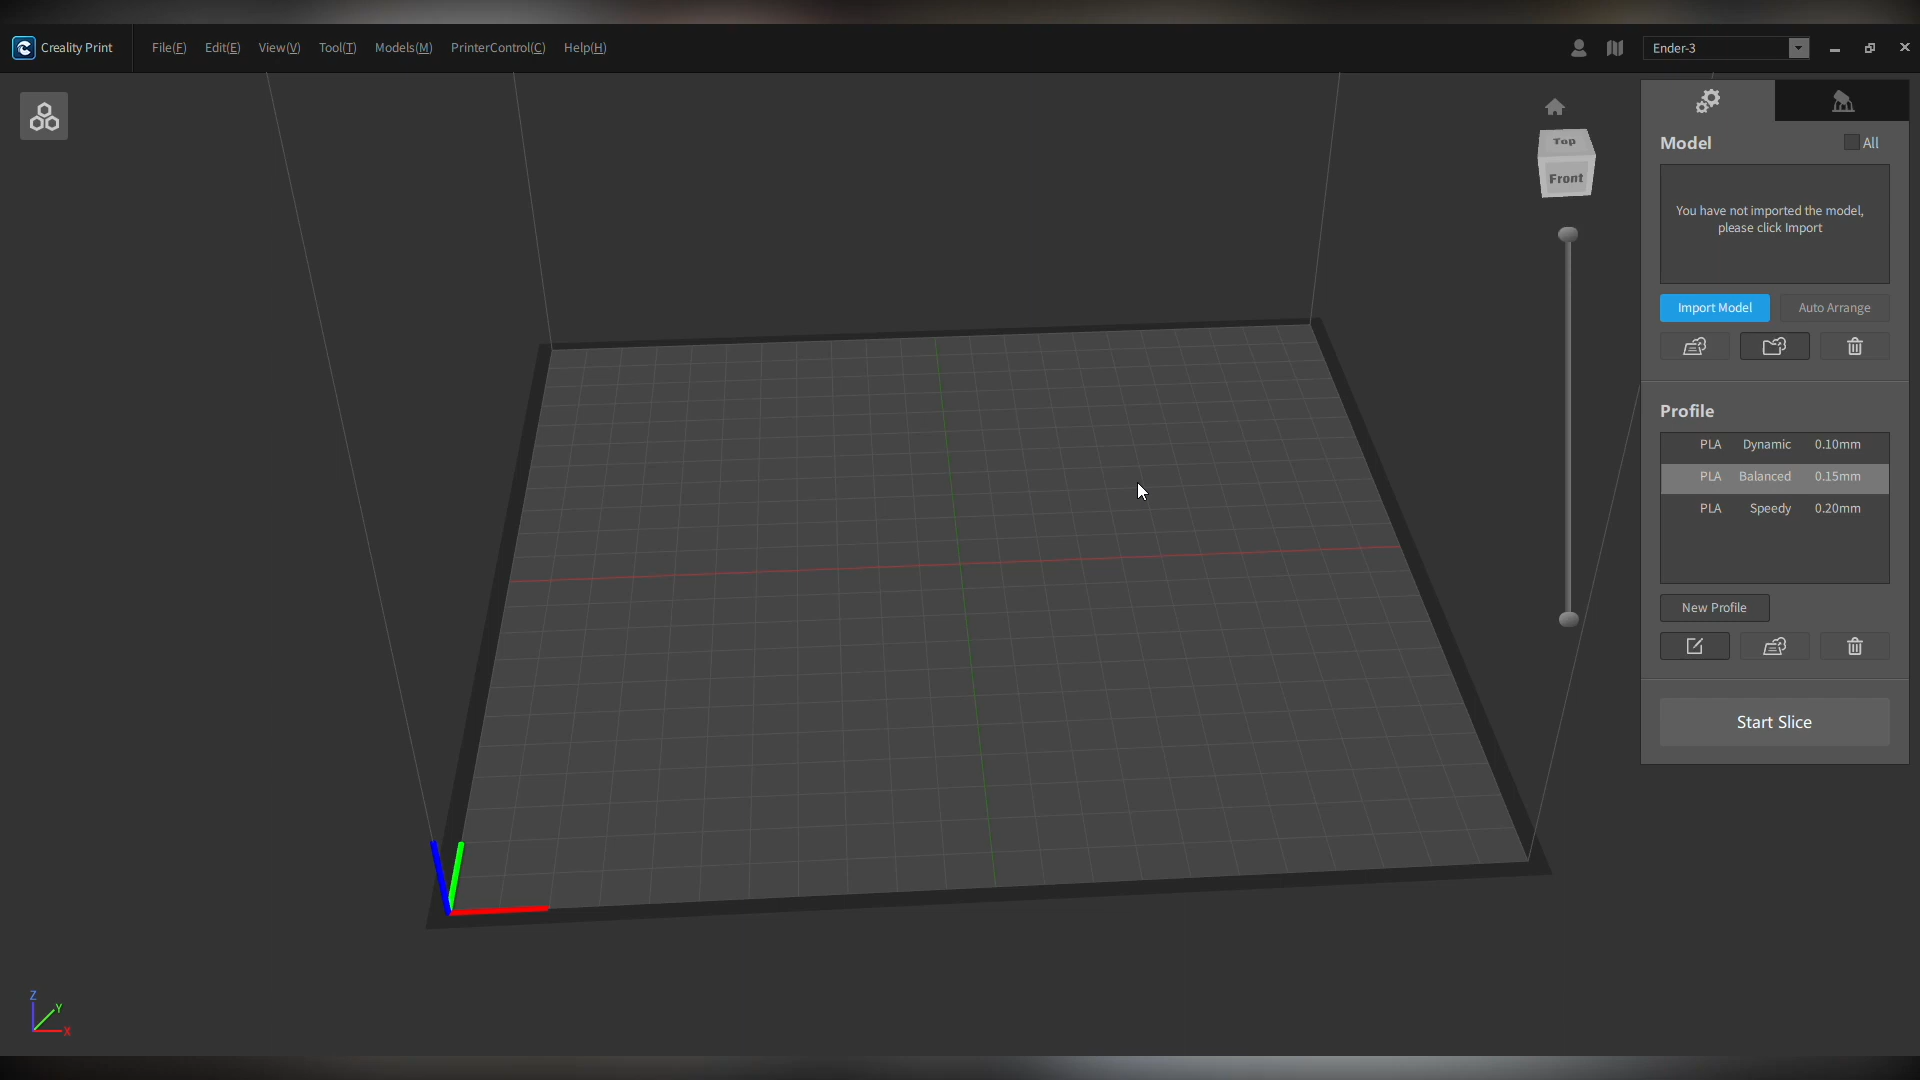 Creality Print
File(F) Edit(E) View(V) Tool(T) Models(M) PrinterControl(C) Help(H)
Ender-3
Top
Front
Model
All
You have not imported the model,
please click Import
Import Model
Auto Arrange
Profile
PLA Dynamic 0.10mm
PLA Balanced 0.15mm
PLA Speedy 0.20mm
New Profile
Start Slice
Z
Y
X